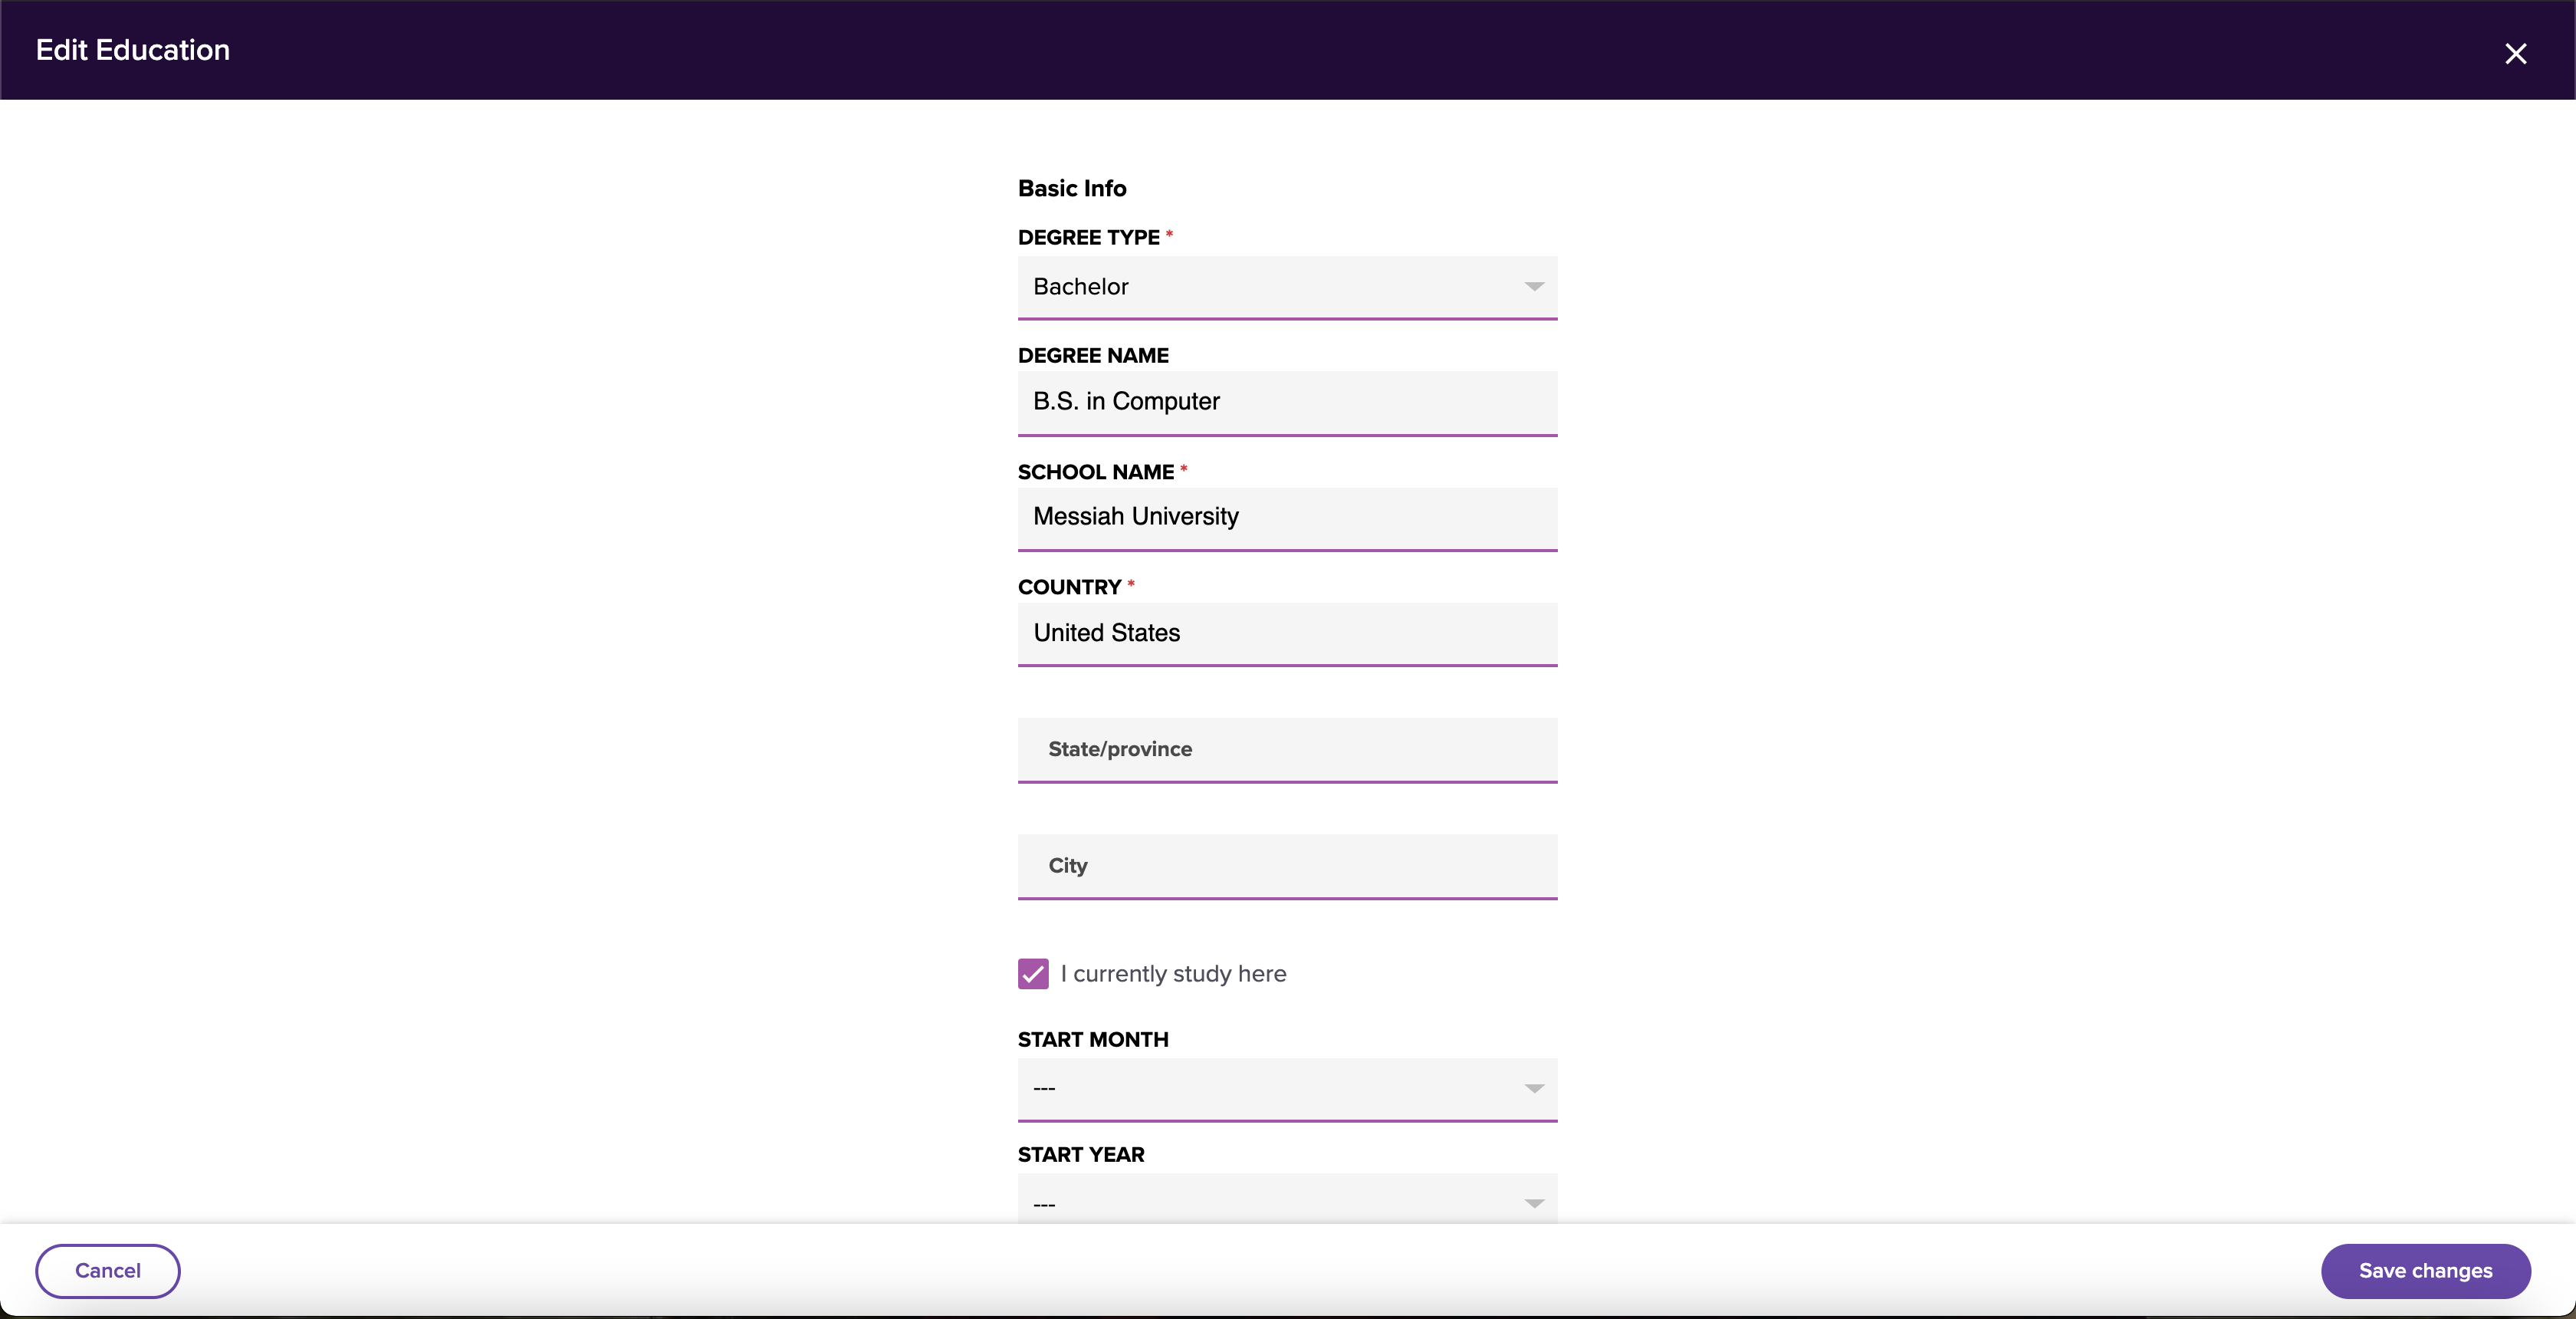 Edit Education
Basic Info
DEGREE TYPE *
Bachelor
DEGREE NAME
B.S. in Computer
SCHOOL NAME *
Messiah University
COUNTRY *
United States
State/province
City
I currently study here
START MONTH
---
START YEAR
---
Cancel
Save changes